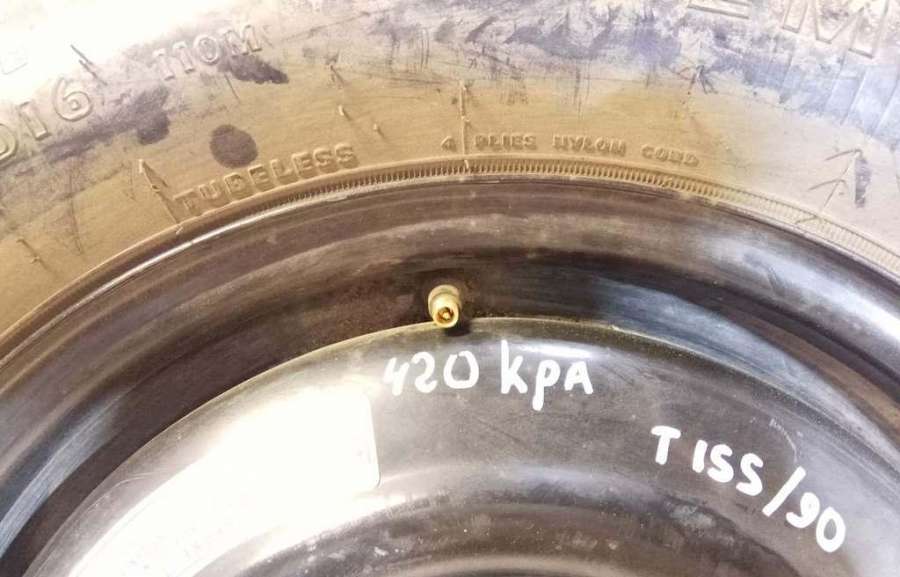 D16 110M
TUBELESS
4 PLIES NYLON CORD
420 kPA
T 155/90